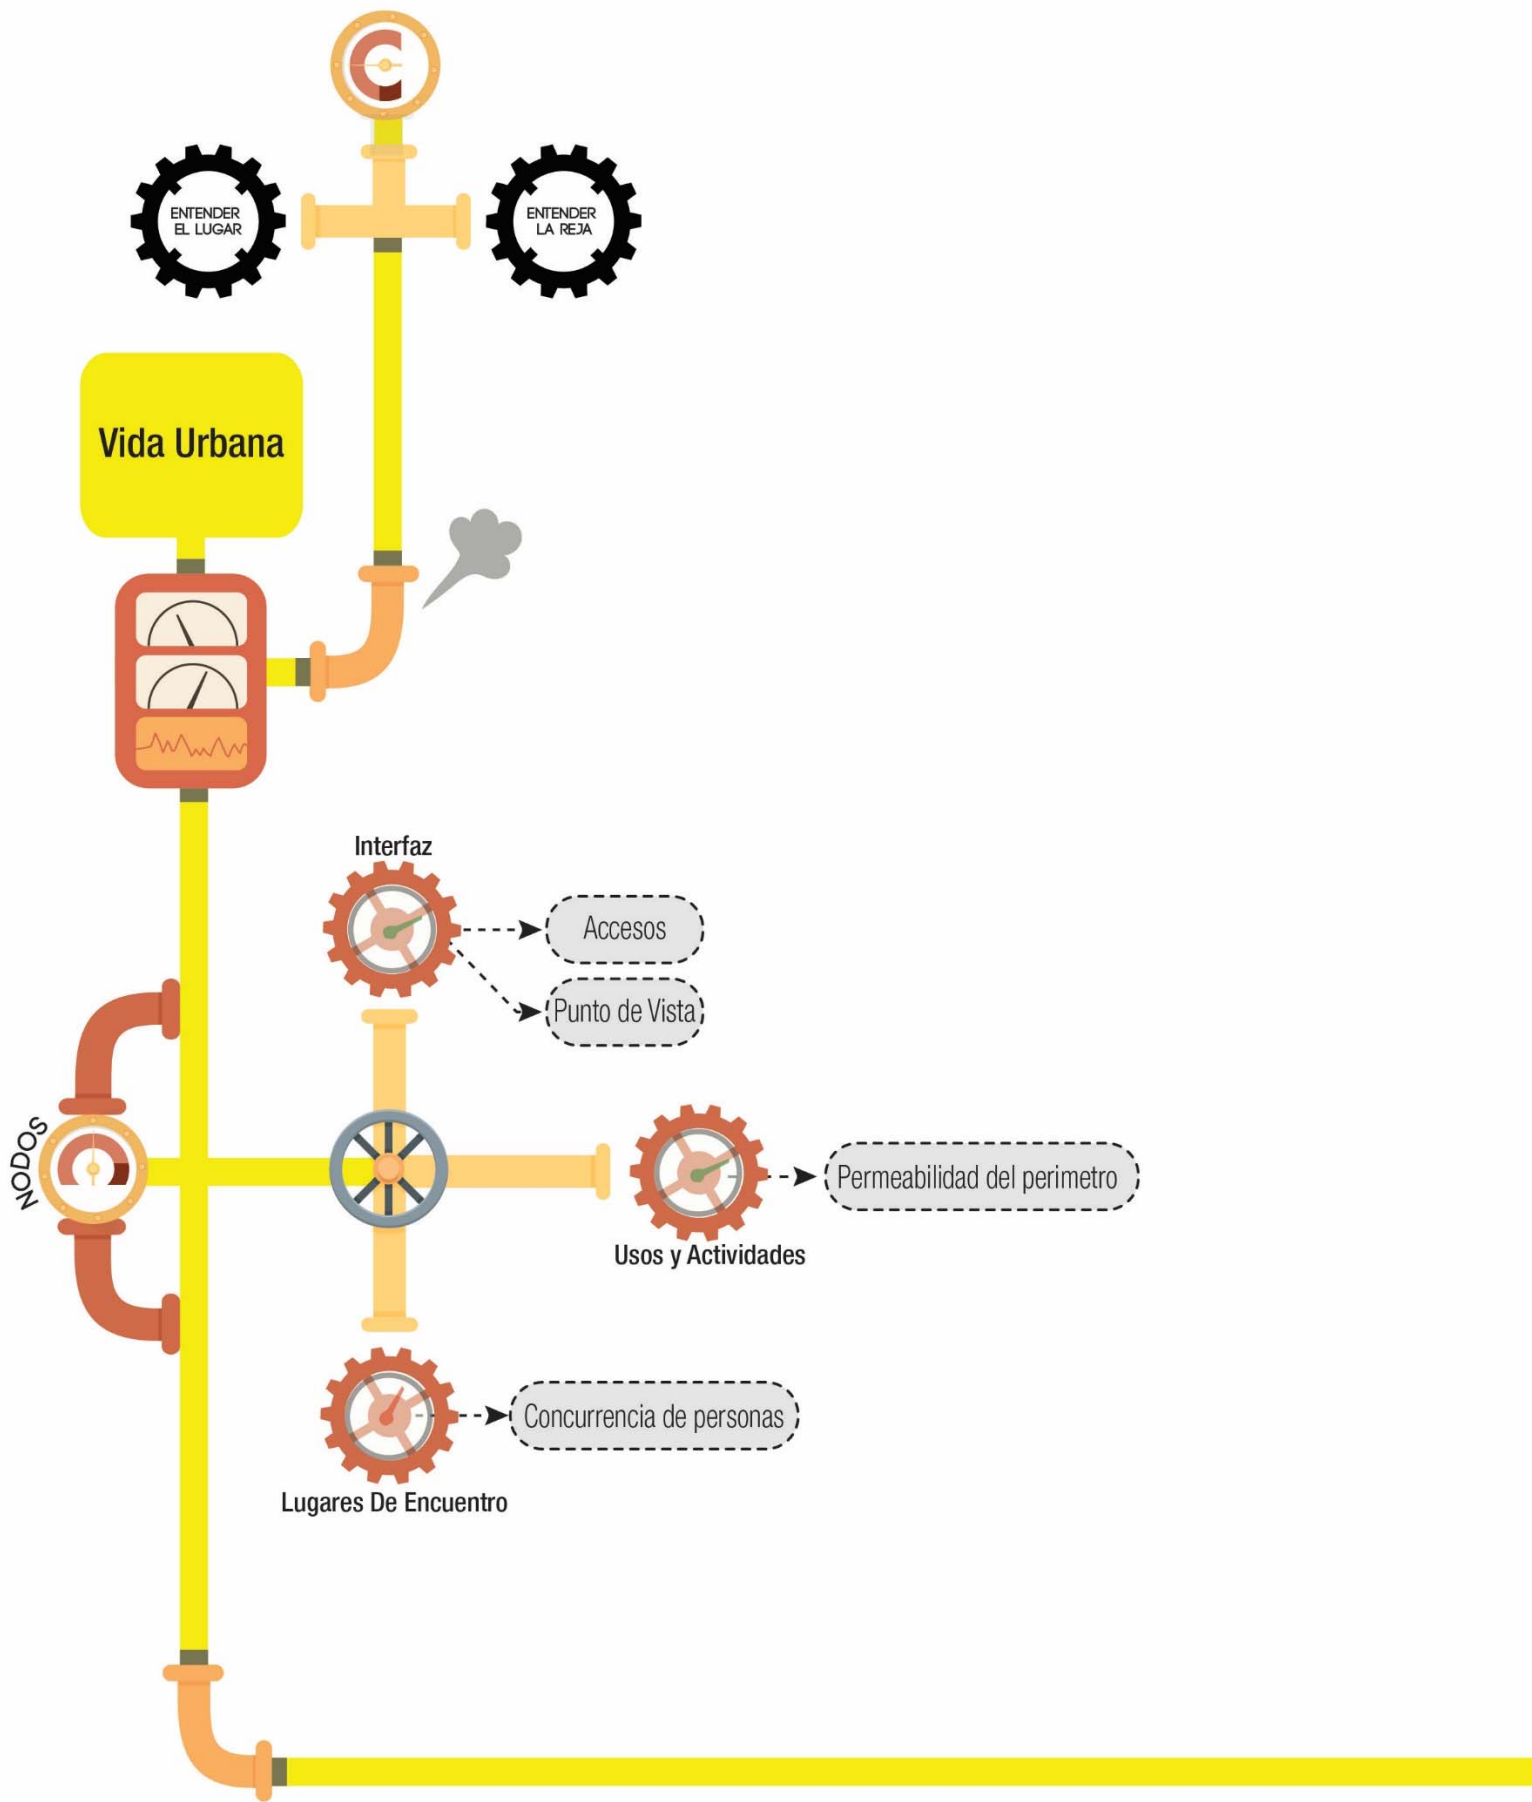 ENTENDER
EL LUGAR
ENTENDER
LA REJA
Vida Urbana
Interfaz
Accesos
Punto de Vista
NODOS
Permeabilidad del perimetro
Usos y Actividades
Concurrencia de personas
Lugares De Encuentro